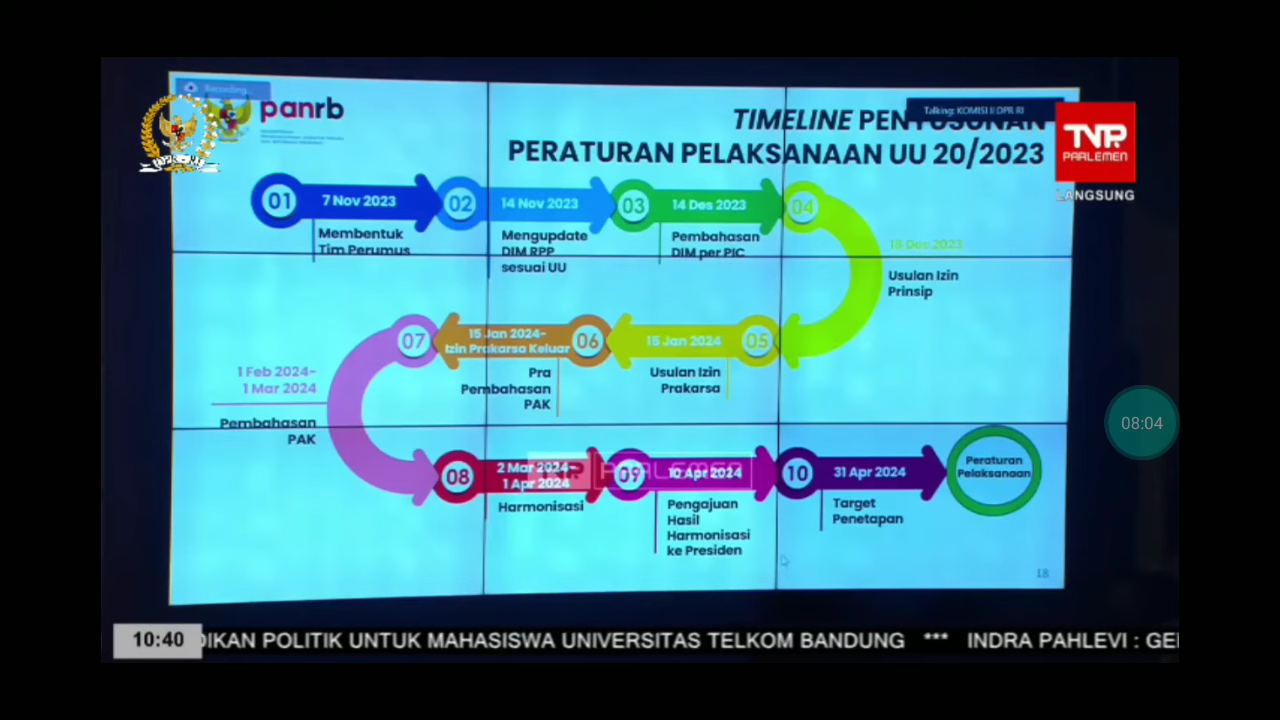 Recording...
panrb
Talking: KOMISI II DPR RI
TIMELINE PENYUSUNAN
PERATURAN PELAKSANAAN UU 20/2023
TVP
PARLEMEN
LANGSUNG
01
7 Nov 2023
Membentuk
Tim Perumus
02
14 Nov 2023
Mengupdate
DIM RPP
sesuai UU
03
14 Des 2023
Pembahasan
DIM per PIC
04
18 Des 2023
Usulan Izin
Prinsip
05
15 Jan 2024
Usulan Izin
Prakarsa
06
15 Jan 2024-
Izin Prakarsa Keluar
Pra
Pembahasan
PAK
07
1 Feb 2024-
1 Mar 2024
Pembahasan
PAK
08
2 Mar 2024-
1 Apr 2024
Harmonisasi
09
10 Apr 2024
Pengajuan
Hasil
Harmonisasi
ke Presiden
10
31 Apr 2024
Target
Penetapan
Peraturan
Pelaksanaan
TVP PARLEMEN
18
08:04
10:40
DIKAN POLITIK UNTUK MAHASISWA UNIVERSITAS TELKOM BANDUNG *** INDRA PAHLEVI : GE